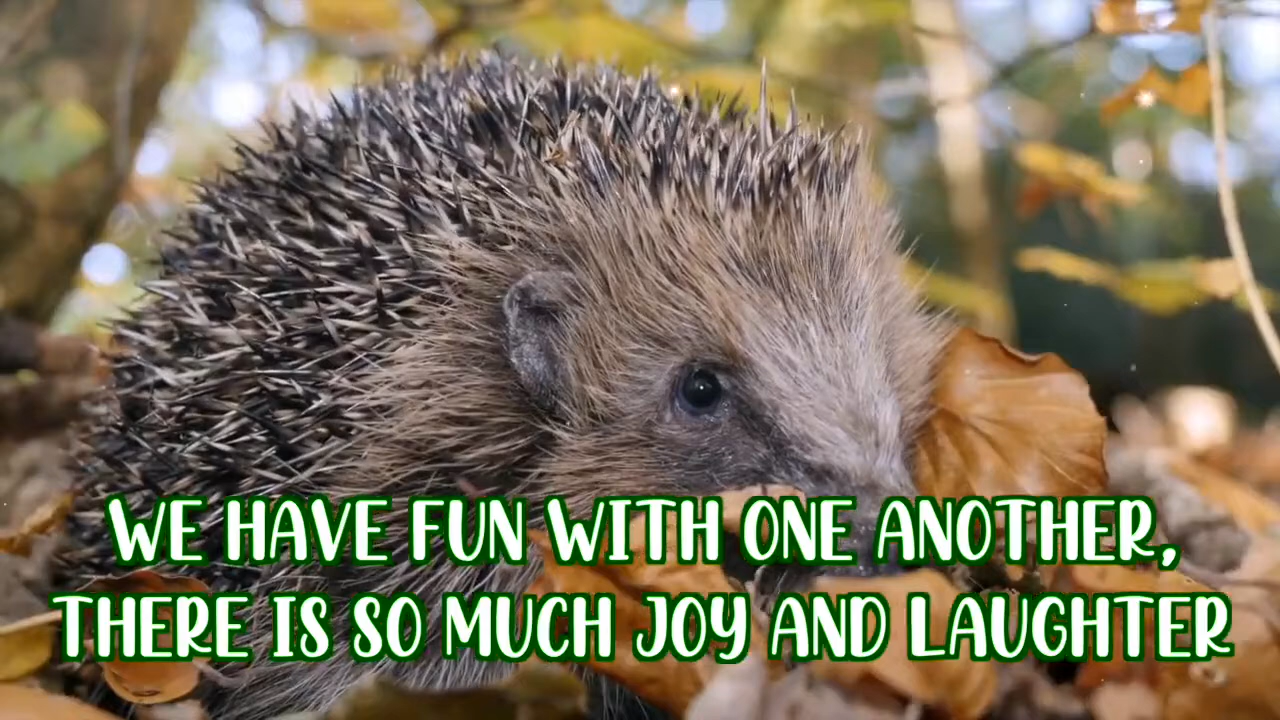 WE HAVE FUN WITH ONE ANOTHER,
THERE IS SO MUCH JOY AND LAUGHTER